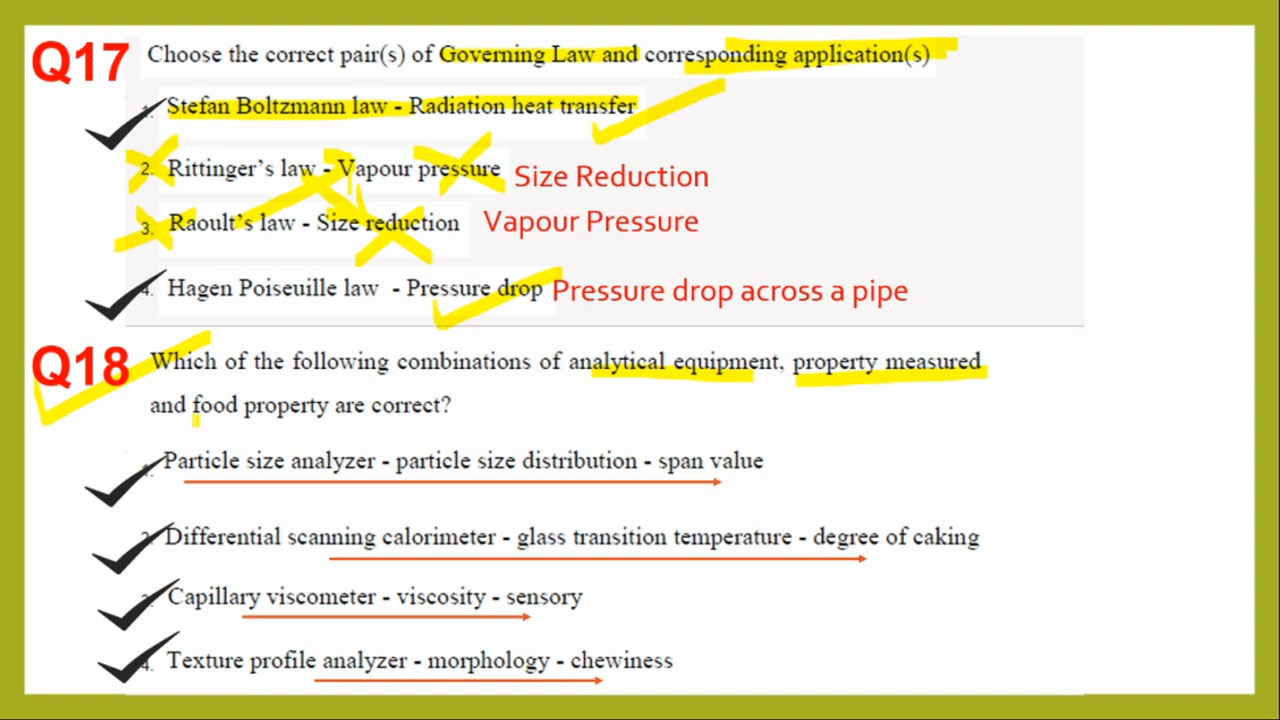 Q17 Choose the correct pair(s) of Governing Law and corresponding application(s)
1. Stefan Boltzmann law - Radiation heat transfer
2. Rittinger's law - Vapour pressure Size Reduction
3. Raoult's law - Size reduction Vapour Pressure
4. Hagen Poiseuille law - Pressure drop Pressure drop across a pipe
Q18 Which of the following combinations of analytical equipment, property measured
and food property are correct?
Particle size analyzer - particle size distribution - span value
Differential scanning calorimeter - glass transition temperature - degree of caking
Capillary viscometer - viscosity - sensory
4. Texture profile analyzer - morphology - chewiness